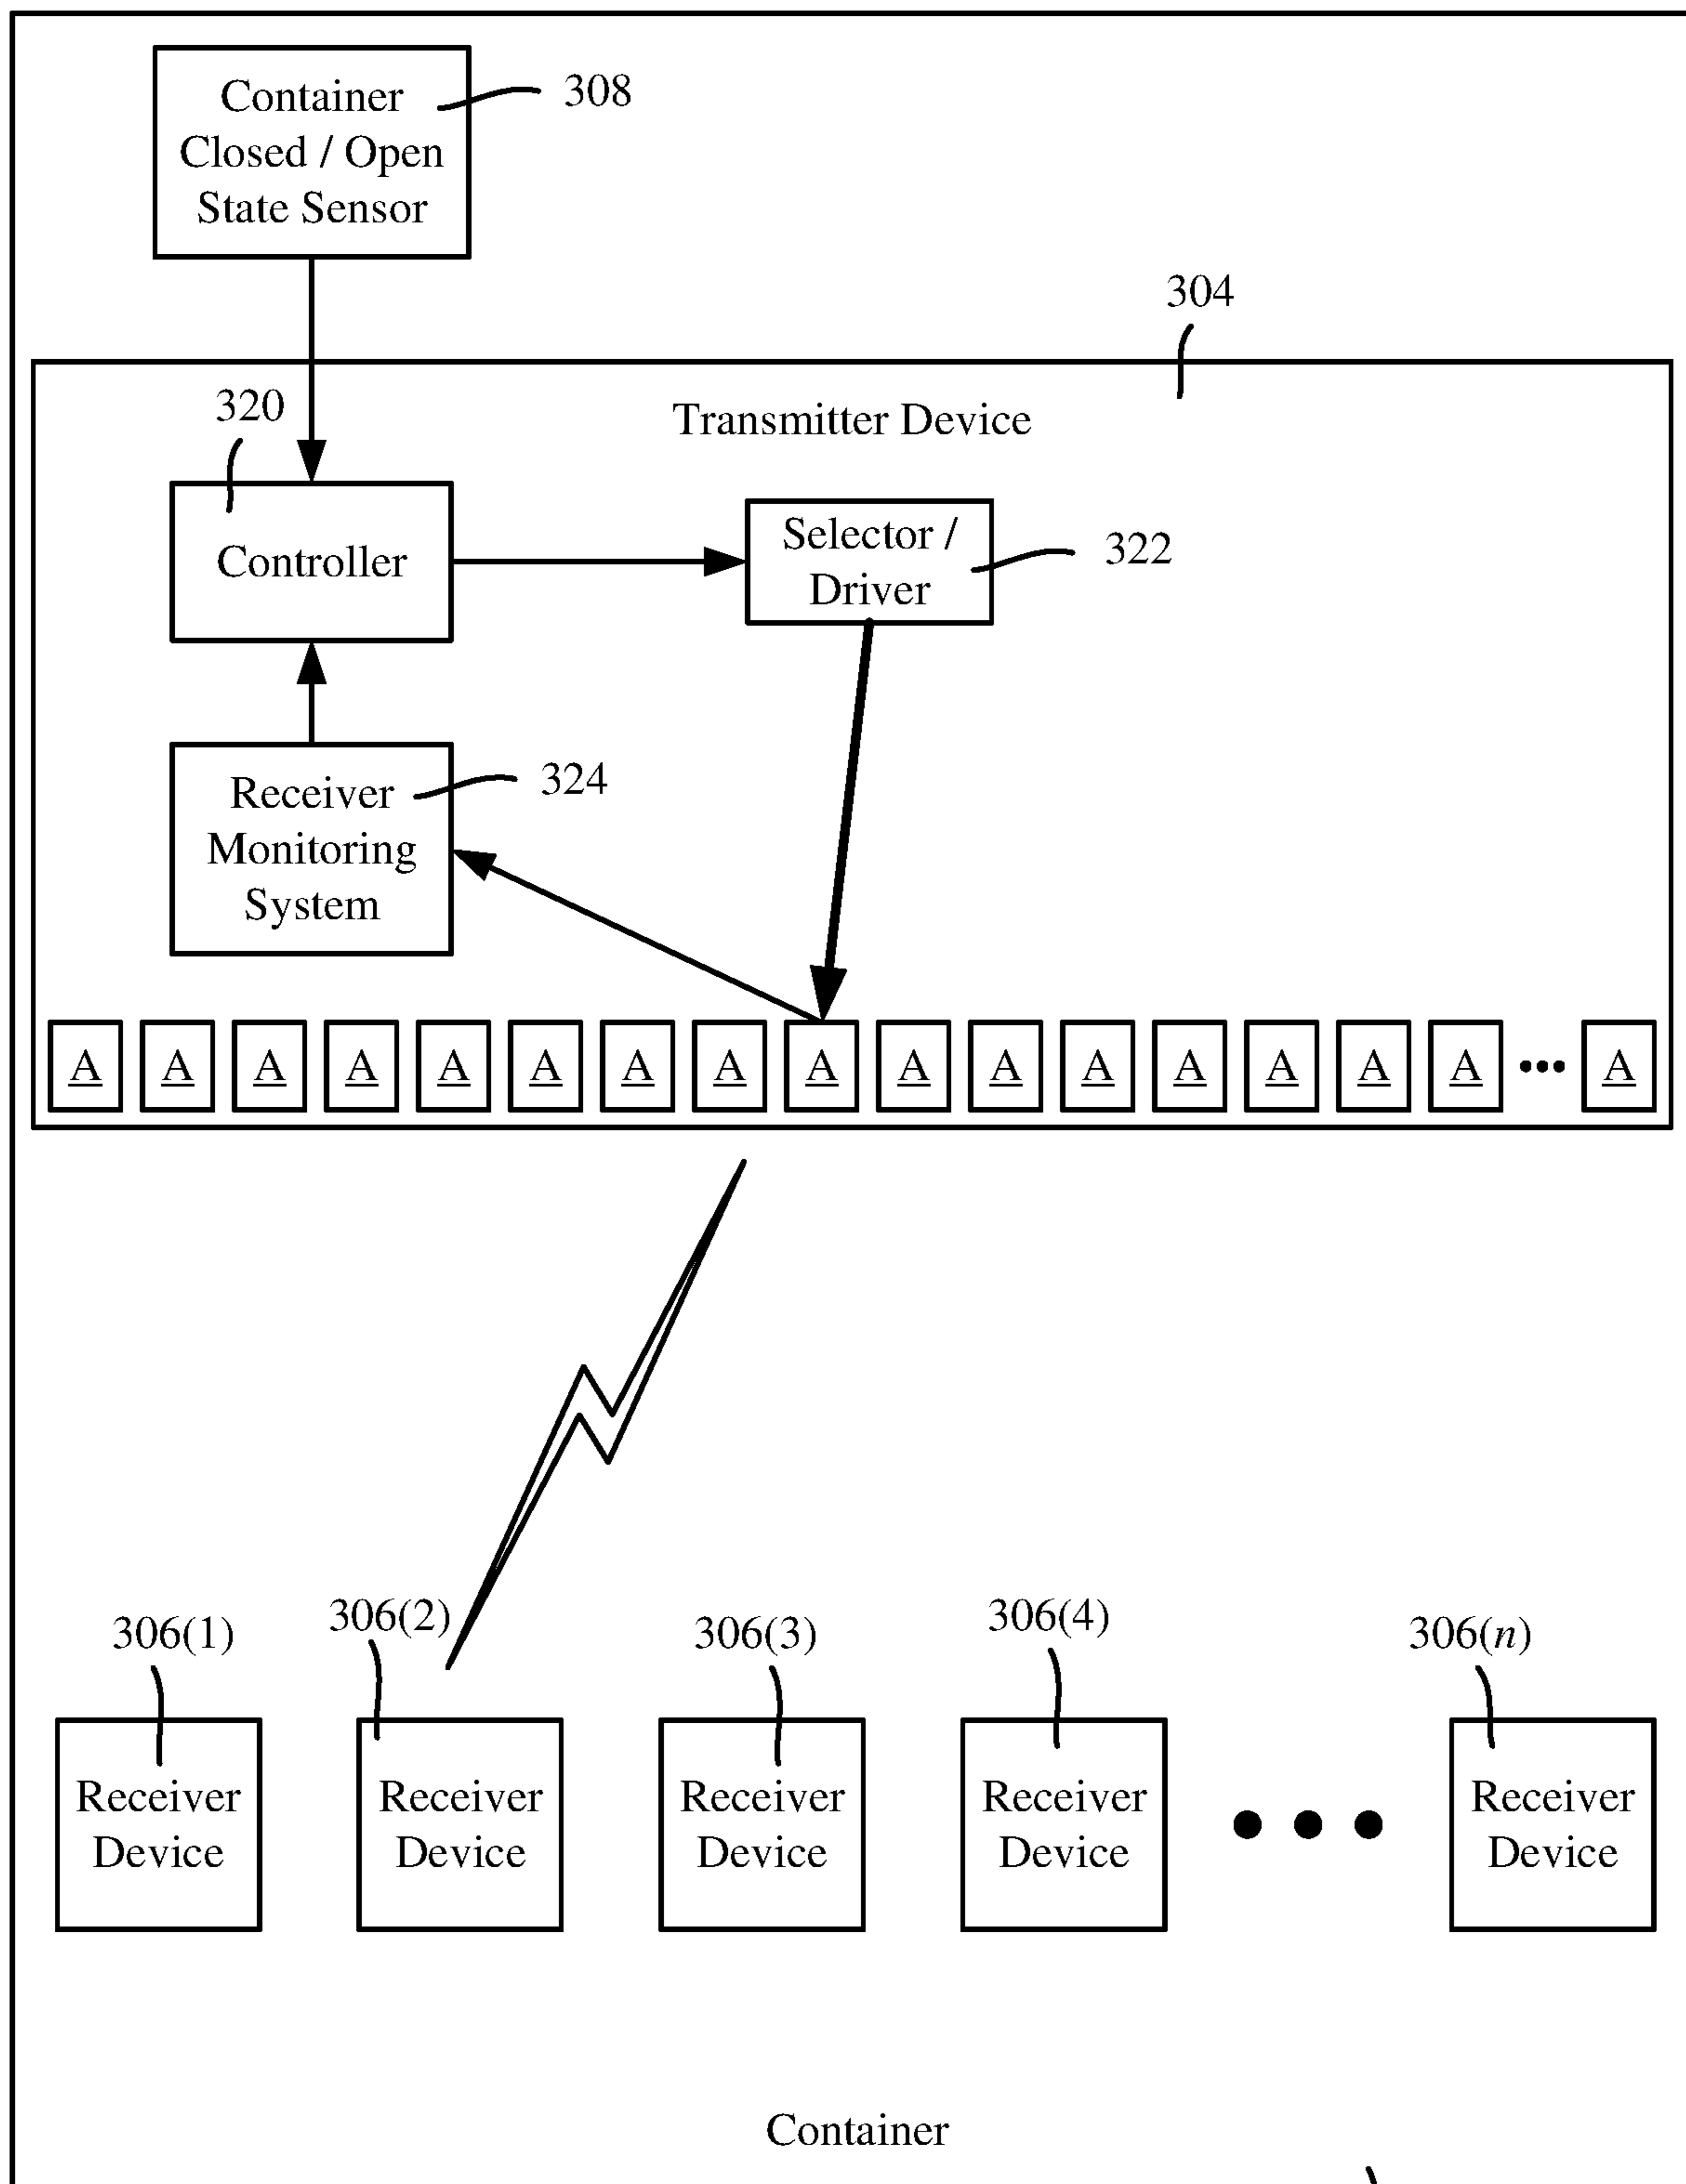 Container
Closed / Open
State Sensor
308
304
Transmitter Device
320
Controller
Selector /
Driver
322
Receiver
Monitoring
System
324
A A A A A A A A A A A A A A A A ••• A
306(1) 306(2) 306(3) 306(4) 306(n)
Receiver
Device
Receiver
Device
Receiver
Device
Receiver
Device
Receiver
Device
Container